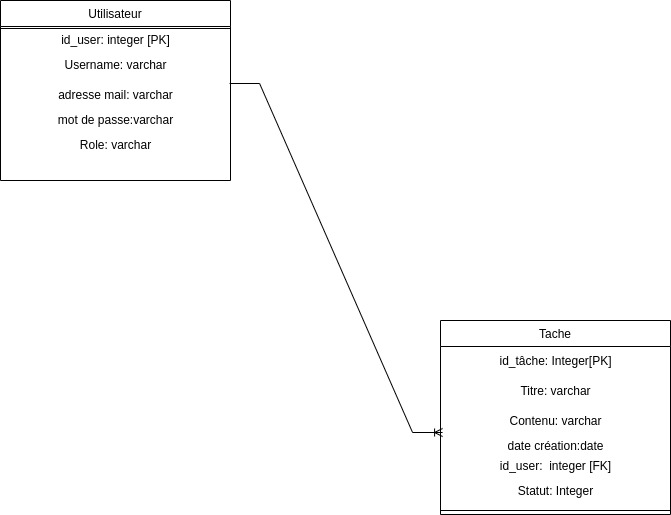 Utilisateur
id_user: integer [PK]
Username: varchar
adresse mail: varchar
mot de passe:varchar
Role: varchar
Tache
id_tâche: Integer[PK]
Titre: varchar
Contenu: varchar
date création:date
id_user:  integer [FK]
Statut: Integer